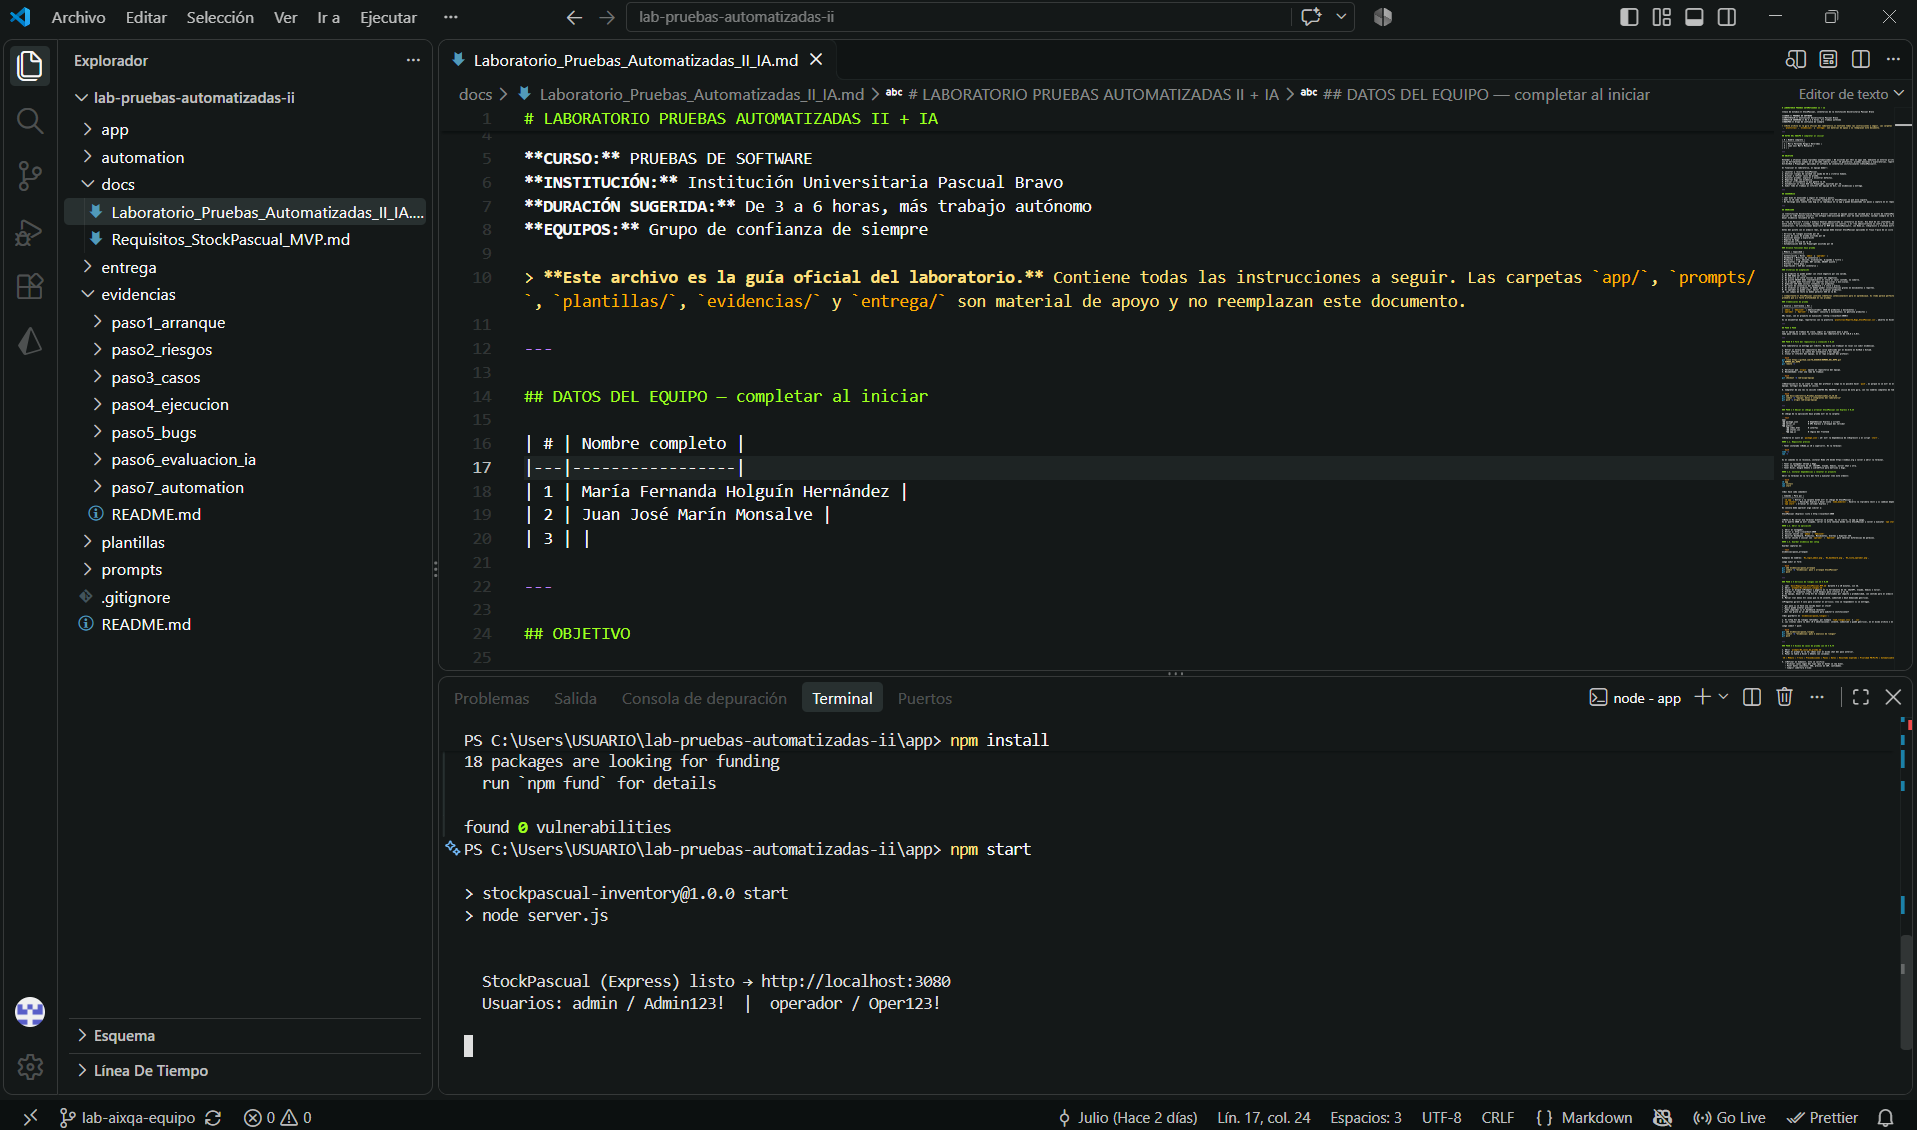 Archivo Editar Selección Ver Ir a Ejecutar ···
lab-pruebas-automatizadas-ii
Explorador ···
lab-pruebas-automatizadas-ii
app
automation
docs
Laboratorio_Pruebas_Automatizadas_II_IA....
Requisitos_StockPascual_MVP.md
entrega
evidencias
paso1_arranque
paso2_riesgos
paso3_casos
paso4_ejecucion
paso5_bugs
paso6_evaluacion_ia
paso7_automation
README.md
plantillas
prompts
.gitignore
README.md
Esquema
Línea De Tiempo
Laboratorio_Pruebas_Automatizadas_II_IA.md
docs > Laboratorio_Pruebas_Automatizadas_II_IA.md > abc # LABORATORIO PRUEBAS AUTOMATIZADAS II + IA > abc ## DATOS DEL EQUIPO — completar al iniciar
Editor de texto
1 # LABORATORIO PRUEBAS AUTOMATIZADAS II + IA
4
5 **CURSO:** PRUEBAS DE SOFTWARE
6 **INSTITUCIÓN:** Institución Universitaria Pascual Bravo
7 **DURACIÓN SUGERIDA:** De 3 a 6 horas, más trabajo autónomo
8 **EQUIPOS:** Grupo de confianza de siempre
9
10 > **Este archivo es la guía oficial del laboratorio.** Contiene todas las instrucciones a seguir. Las carpetas `app/`, `prompts/
`, `plantillas/`, `evidencias/` y `entrega/` son material de apoyo y no reemplazan este documento.
11
12 ---
13
14 ## DATOS DEL EQUIPO — completar al iniciar
15
16 | # | Nombre completo |
17 |---|-----------------|
18 | 1 | María Fernanda Holguín Hernández |
19 | 2 | Juan José Marín Monsalve |
20 | 3 | |
21
22 ---
23
24 ## OBJETIVO
25
Problemas Salida Consola de depuración Terminal Puertos
node - app
PS C:\Users\USUARIO\lab-pruebas-automatizadas-ii\app> npm install
18 packages are looking for funding
run `npm fund` for details
found 0 vulnerabilities
PS C:\Users\USUARIO\lab-pruebas-automatizadas-ii\app> npm start
> stockpascual-inventory@1.0.0 start
> node server.js
StockPascual (Express) listo → http://localhost:3080
Usuarios: admin / Admin123! | operador / Oper123!
lab-aixqa-equipo 0 0
Julio (Hace 2 días) Lín. 17, col. 24 Espacios: 3 UTF-8 CRLF { } Markdown Go Live Prettier